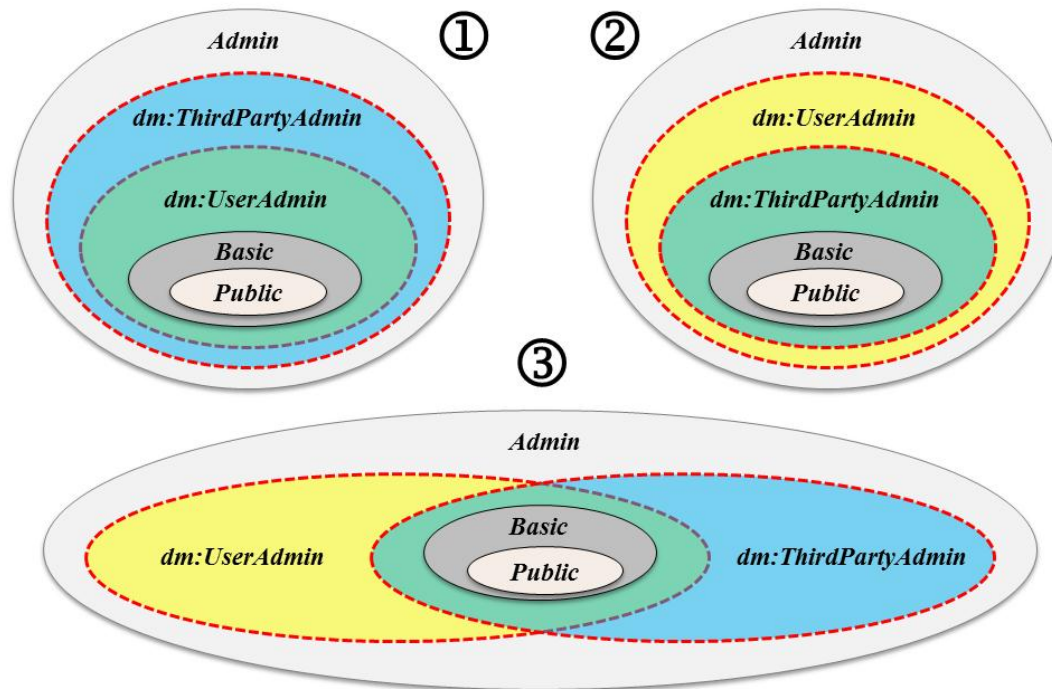 ①
Admin
dm:ThirdPartyAdmin
dm:UserAdmin
Basic
Public
②
Admin
dm:UserAdmin
dm:ThirdPartyAdmin
Basic
Public
③
Admin
dm:UserAdmin
Basic
Public
dm:ThirdPartyAdmin